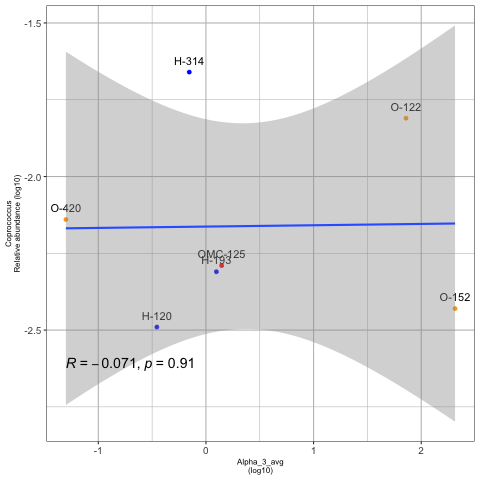 -1.5
H-314
O-122
-2.0
O-420
OMC-125
H-193
O-152
H-120
-2.5
R = – 0.071, p = 0.91
-1
0
1
2
Alpha_3_avg
(log10)
Coprococcus
Relative abundance (log10)